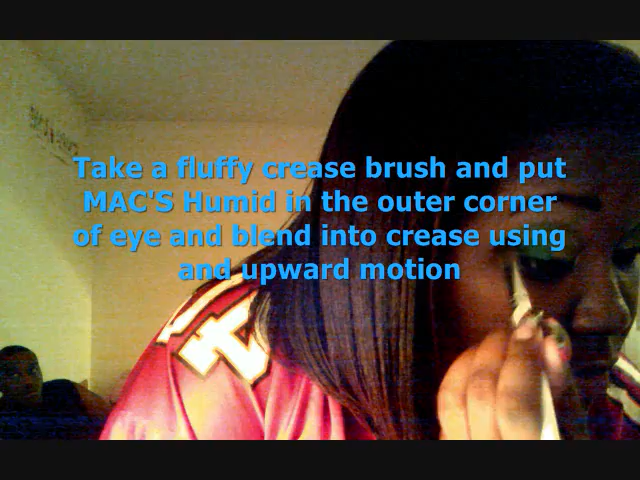 Take a fluffy crease brush and put
MAC'S Humid in the outer corner
of eye and blend into crease using
and upward motion